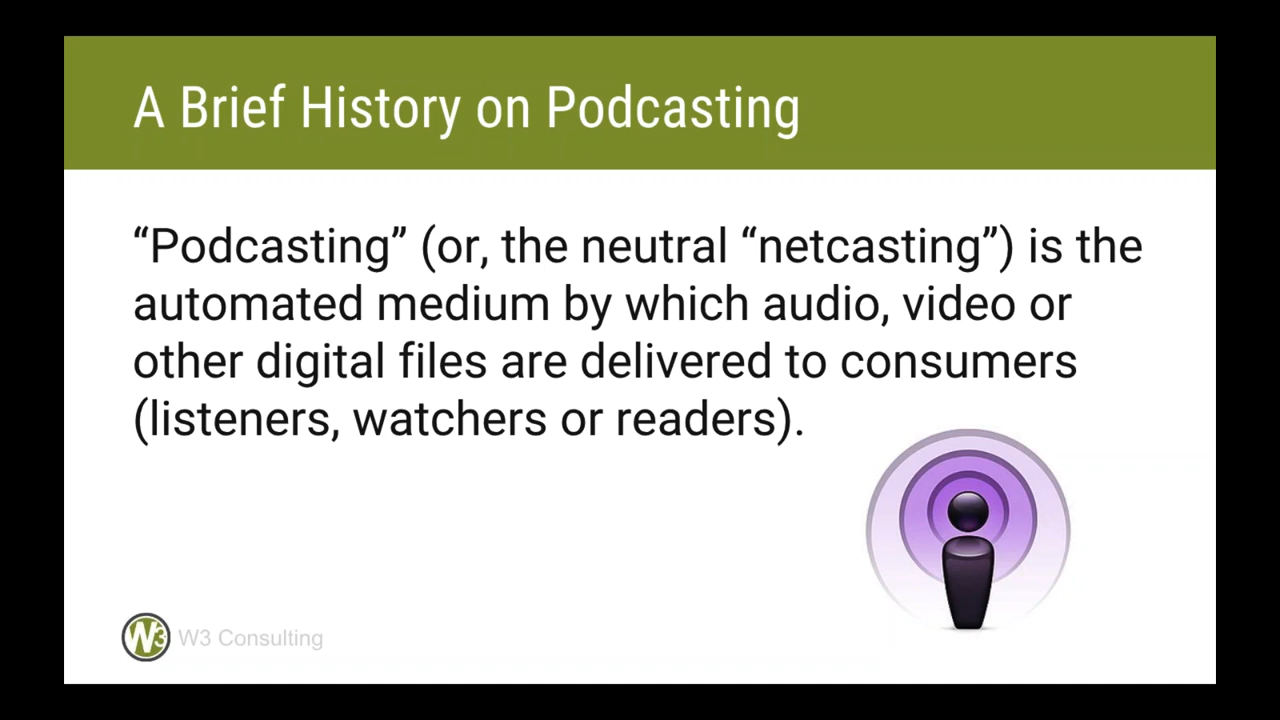 A Brief History on Podcasting
“Podcasting” (or, the neutral “netcasting”) is the
automated medium by which audio, video or
other digital files are delivered to consumers
(listeners, watchers or readers).
W3 W3 Consulting